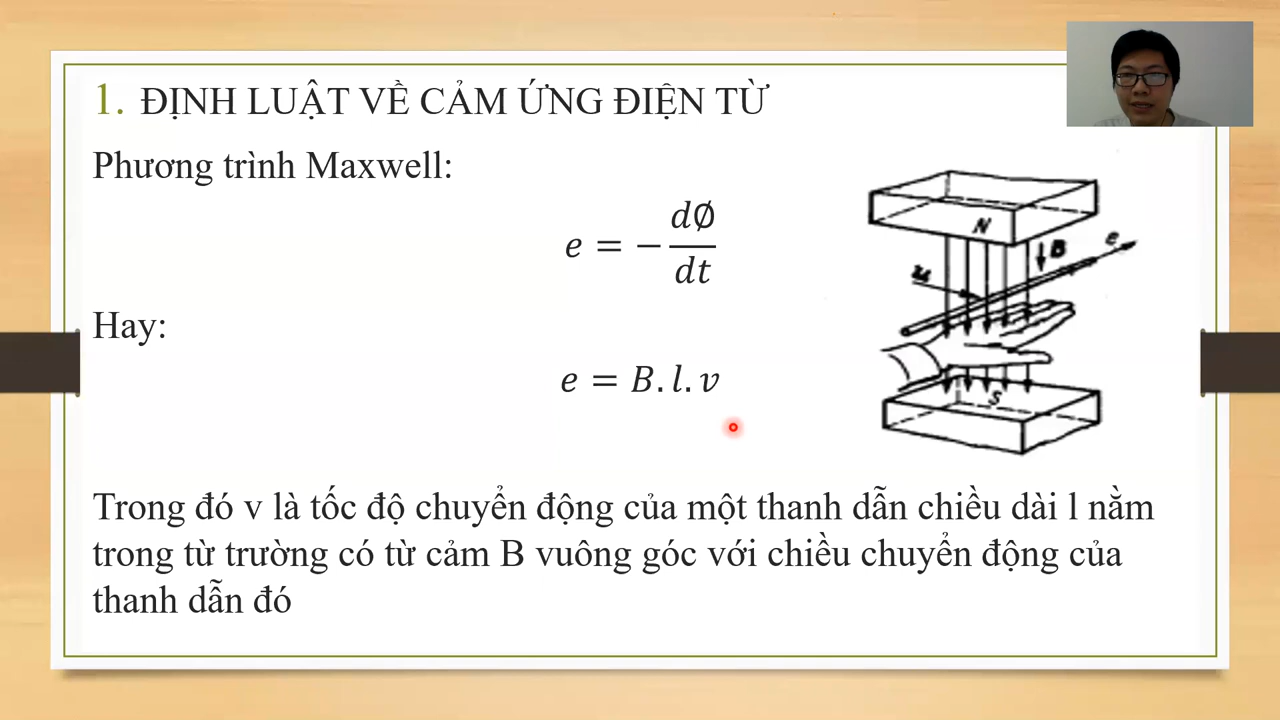 1. ĐỊNH LUẬT VỀ CẢM ỨNG ĐIỆN TỪ
Phương trình Maxwell:
e = − d∅/dt
Hay:
e = B. l. v
N
B
e
u
S
Trong đó v là tốc độ chuyển động của một thanh dẫn chiều dài l nằm
trong từ trường có từ cảm B vuông góc với chiều chuyển động của
thanh dẫn đó